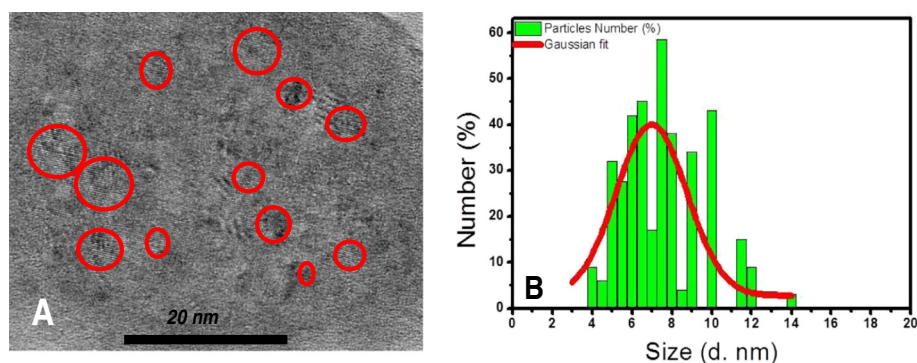 A
20 nm
Particles Number (%)
Gaussian fit
Number (%)
60
50
40
30
20
10
0
B
0 2 4 6 8 10 12 14 16 18 20
Size (d. nm)